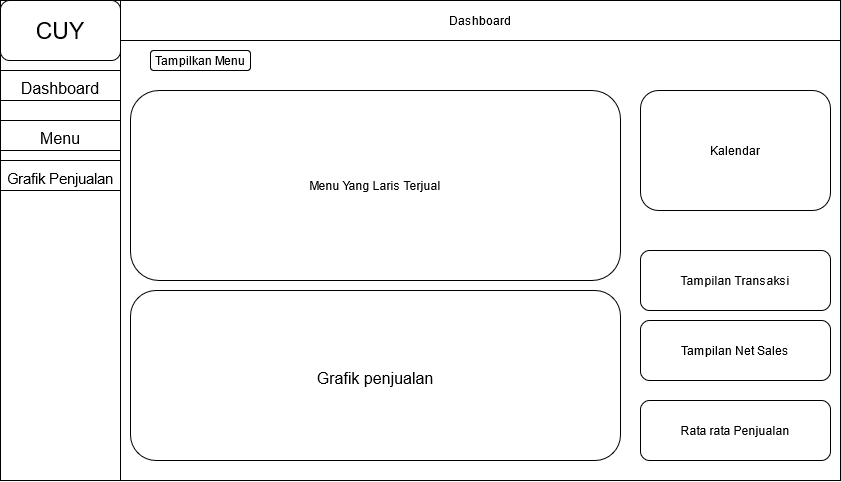 CUY
Dashboard
Dashboard
Menu
Grafik Penjualan
Tampilkan Menu
Menu Yang Laris Terjual
Grafik penjualan
Kalendar
Tampilan Transaksi
Tampilan Net Sales
Rata rata Penjualan